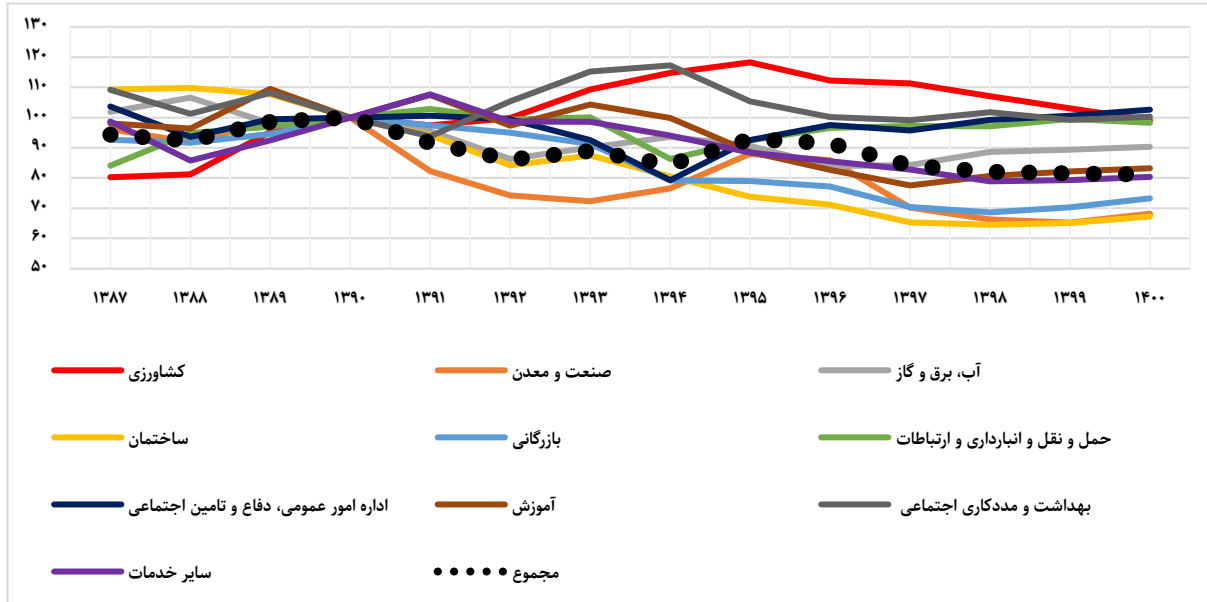 ۱۳۰
۱۲۰
۱۱۰
۱۰۰
۹۰
۸۰
۷۰
۶۰
۵۰
۱۳۸۷ ۱۳۸۸ ۱۳۸۹ ۱۳۹۰ ۱۳۹۱ ۱۳۹۲ ۱۳۹۳ ۱۳۹۴ ۱۳۹۵ ۱۳۹۶ ۱۳۹۷ ۱۳۹۸ ۱۳۹۹ ۱۴۰۰
کشاورزی
صنعت و معدن
آب، برق و گاز
ساختمان
بازرگانی
حمل و نقل و انبارداری و ارتباطات
اداره امور عمومی، دفاع و تامین اجتماعی
آموزش
بهداشت و مددکاری اجتماعی
سایر خدمات
مجموع